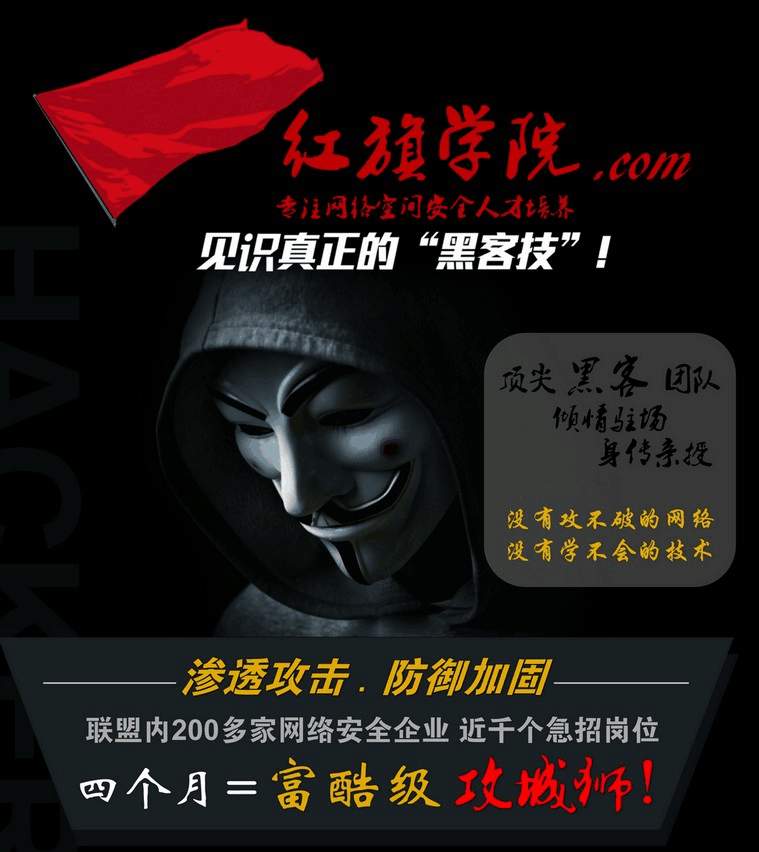 红旗学院.com
专注网络空间安全人才培养
见识真正的“黑客技”！
HACKER
顶尖黑客团队
倾情驻场
身传亲授
没有攻不破的网络
没有学不会的技术
渗透攻击．防御加固
联盟内200多家网络安全企业 近千个急招岗位
四个月＝富酷级攻城狮！